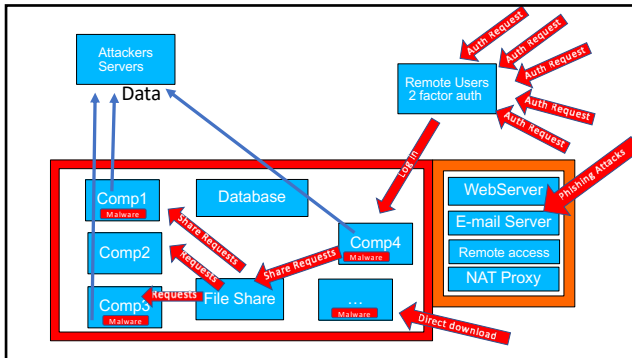 Attackers
Servers
Data
Remote Users
2 factor auth
Auth Request
Auth Request
Auth Request
Auth Request
Auth Request
Log in
Phishing Attacks
Comp1
Malware
Database
Comp4
Malware
Share Requests
Share Requests
Requests
Requests
Comp2
Comp3
Malware
File Share
...
Malware
Direct download
WebServer
E-mail Server
Remote access
NAT Proxy